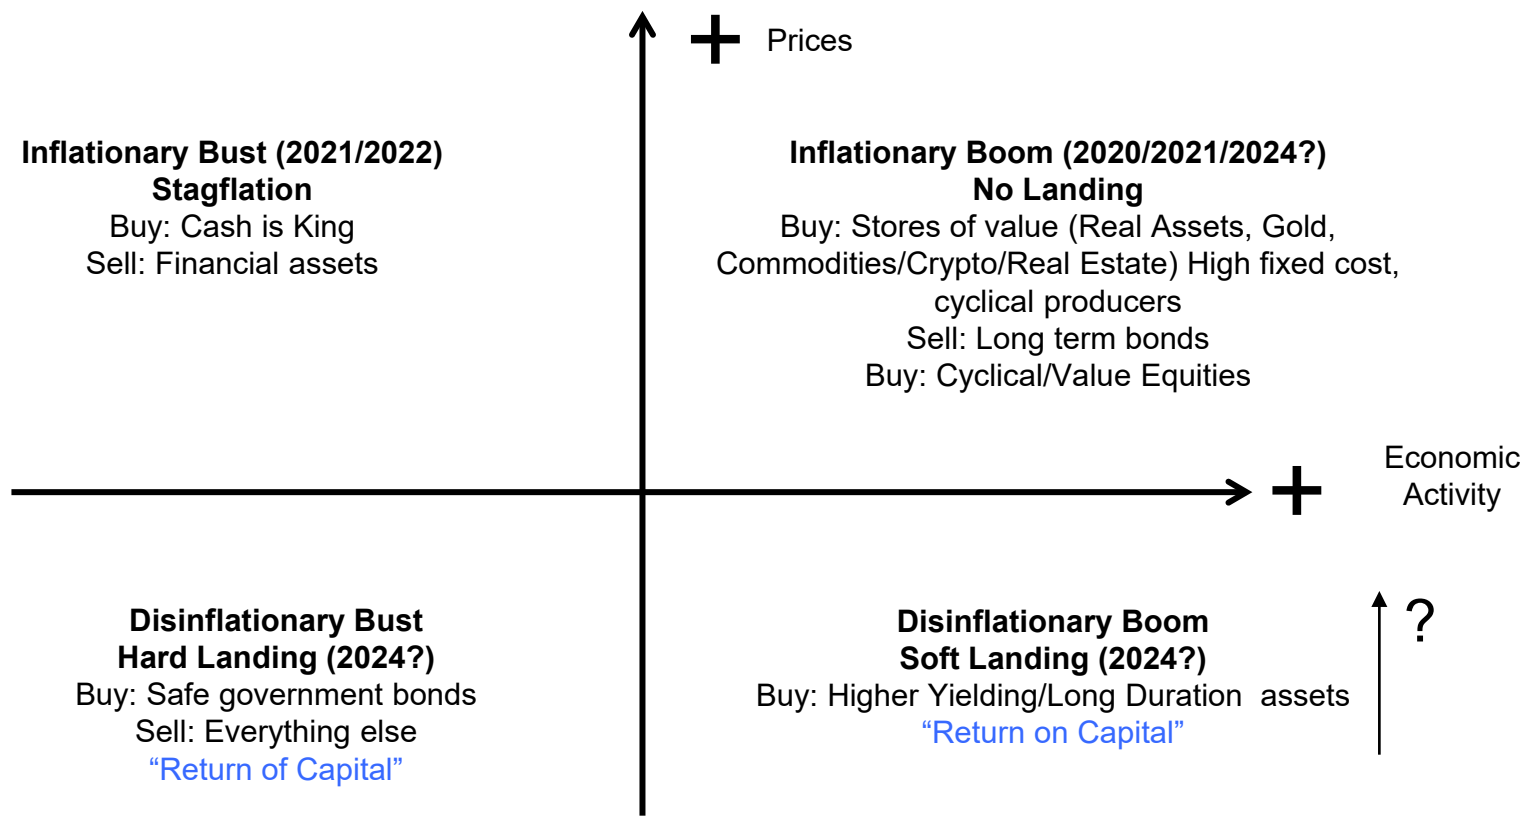 + Prices
Inflationary Bust (2021/2022)
Stagflation
Buy: Cash is King
Sell: Financial assets
Inflationary Boom (2020/2021/2024?)
No Landing
Buy: Stores of value (Real Assets, Gold,
Commodities/Crypto/Real Estate) High fixed cost,
cyclical producers
Sell: Long term bonds
Buy: Cyclical/Value Equities
+ Economic
Activity
Disinflationary Bust
Hard Landing (2024?)
Buy: Safe government bonds
Sell: Everything else
“Return of Capital”
Disinflationary Boom
Soft Landing (2024?)
Buy: Higher Yielding/Long Duration  assets
“Return on Capital”
?